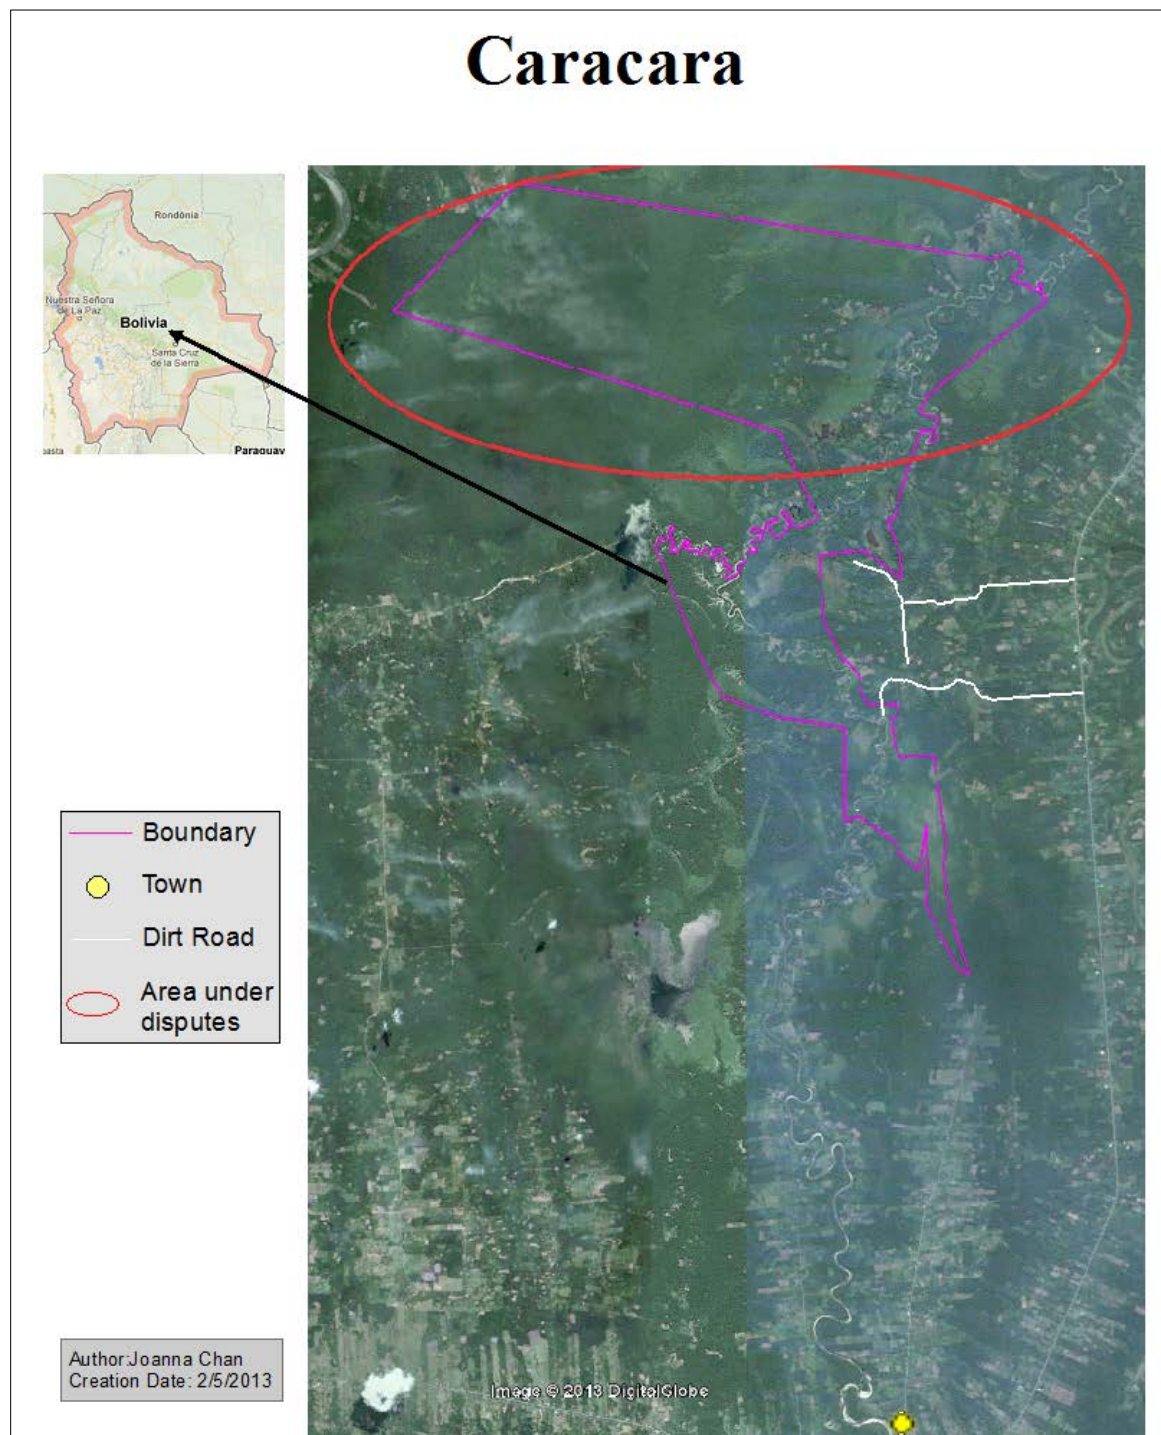 Caracara
Rondônia
Nuestra Señora
de La Paz
Bolivia
Santa Cruz
de la Sierra
Paraguay
Boundary
Town
Dirt Road
Area under
disputes
Author:Joanna Chan
Creation Date: 2/5/2013
Image © 2013 DigitalGlobe